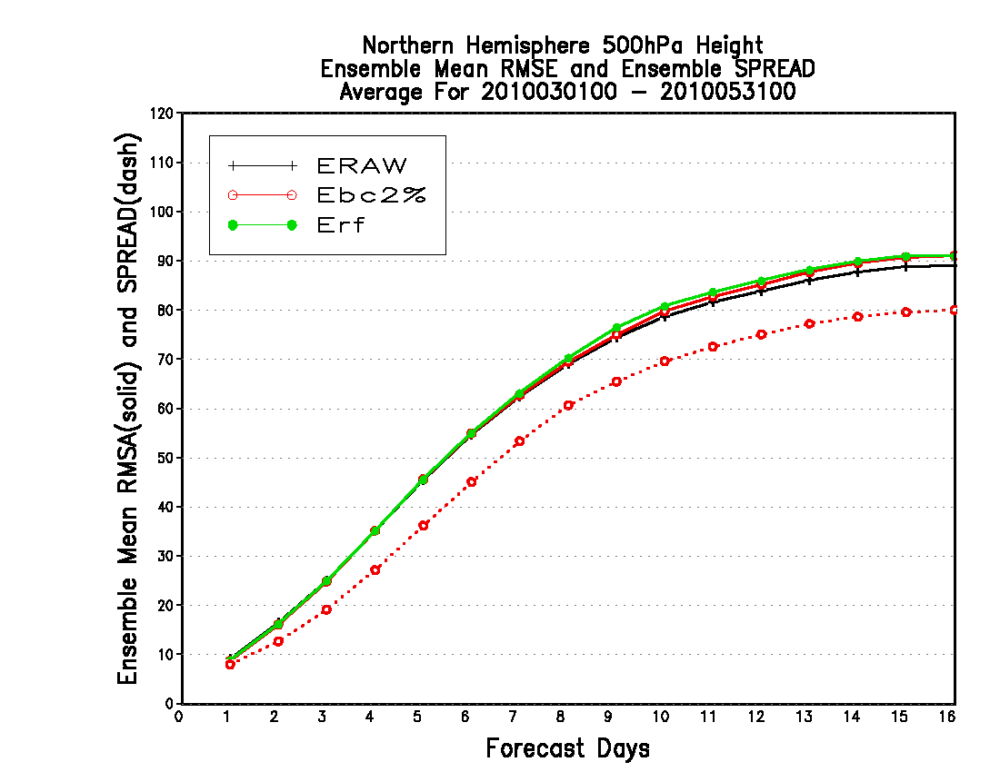 Northern Hemisphere 500hPa Height
Ensemble Mean RMSE and Ensemble SPREAD
Average For 2010030100 - 2010053100
Ensemble Mean RMSA(solid) and SPREAD(dash)
120
110
100
90
80
70
60
50
40
30
20
10
0
ERAW
Ebc2%
Erf
0 1 2 3 4 5 6 7 8 9 10 11 12 13 14 15 16
Forecast Days